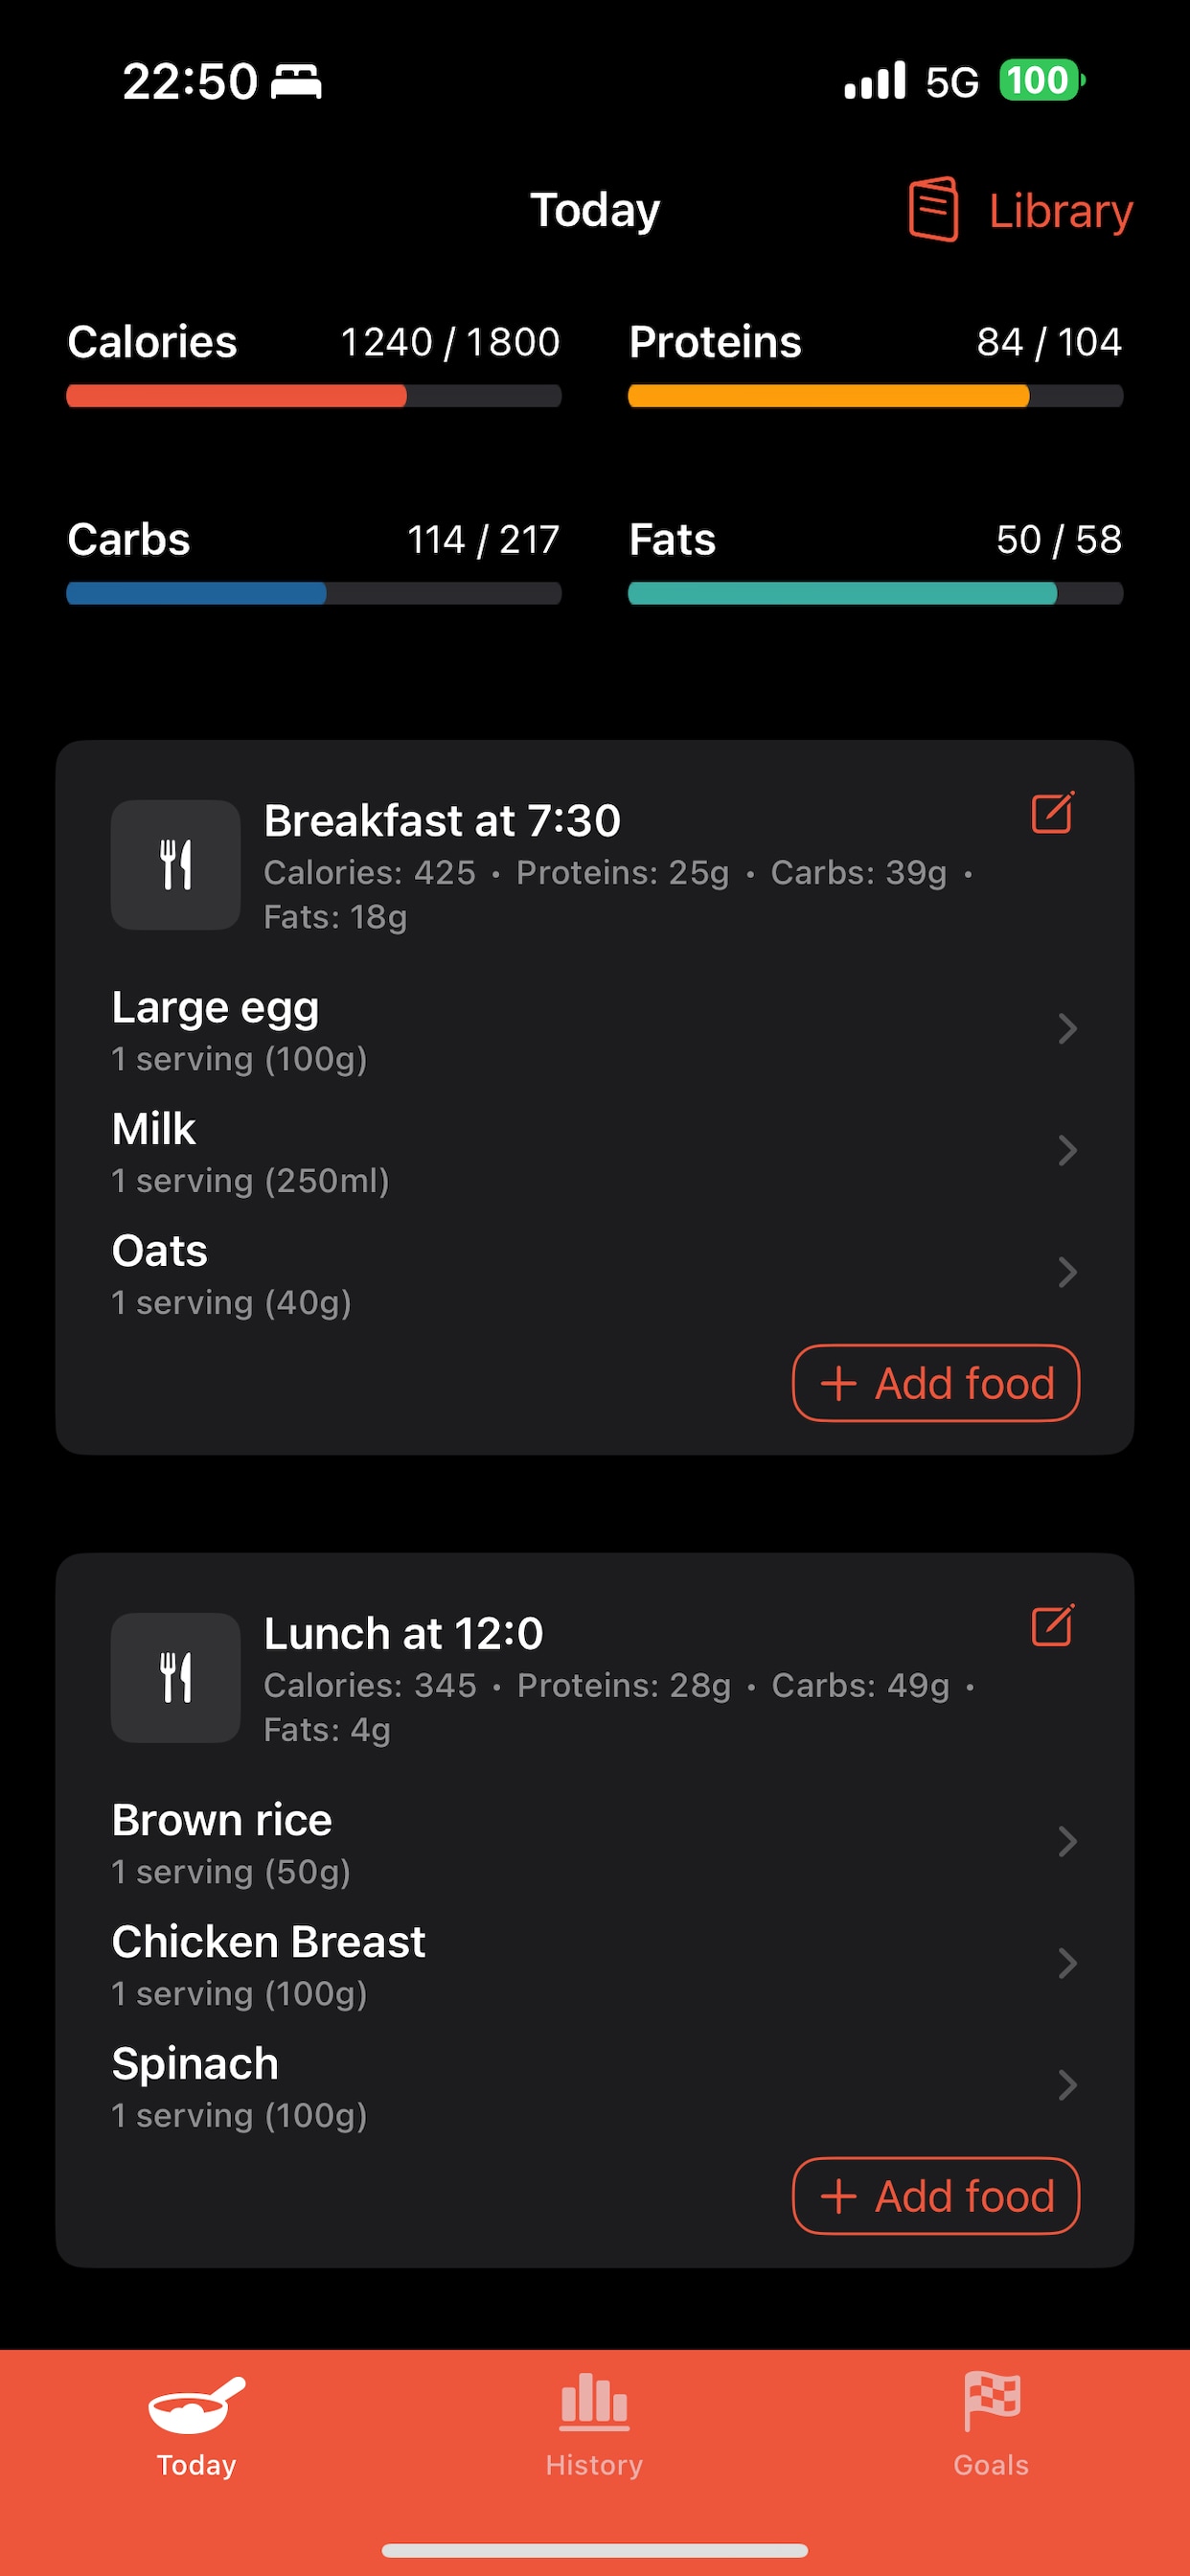 22:50
5G 100
Today
Library
Calories 1240 / 1800
Proteins 84 / 104
Carbs 114 / 217
Fats 50 / 58
Breakfast at 7:30
Calories: 425 • Proteins: 25g • Carbs: 39g •
Fats: 18g
Large egg
1 serving (100g)
Milk
1 serving (250ml)
Oats
1 serving (40g)
+ Add food
Lunch at 12:0
Calories: 345 • Proteins: 28g • Carbs: 49g •
Fats: 4g
Brown rice
1 serving (50g)
Chicken Breast
1 serving (100g)
Spinach
1 serving (100g)
+ Add food
Today
History
Goals